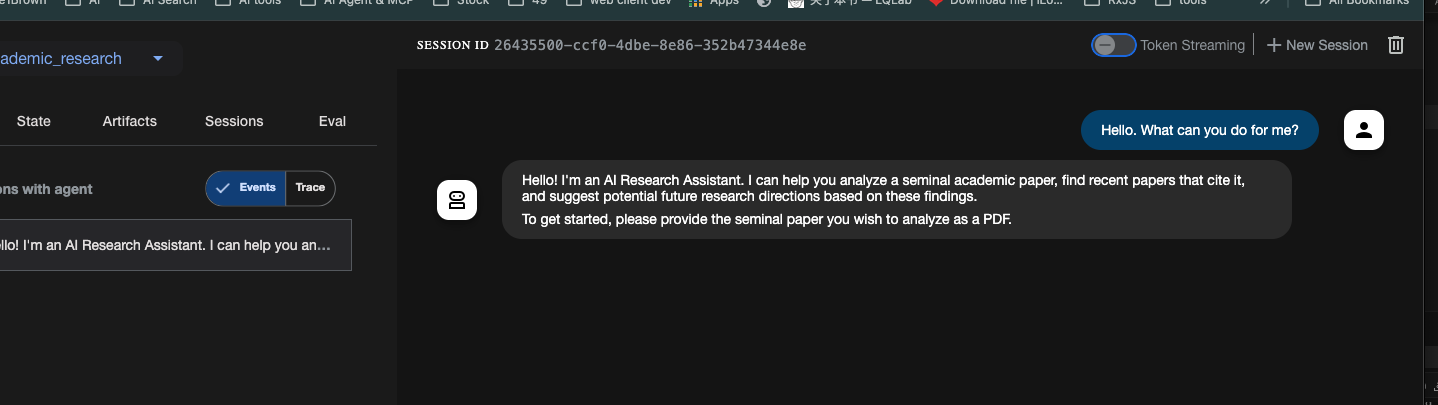 AI
AI Search
AI tools
AI Agent & MCP
Stock
49
web client dev
Apps
关于本书 — LQLab
RxJS
tools
All Bookmarks
SESSION ID 26435500-ccf0-4dbe-8e86-352b47344e8e
Token Streaming
New Session
ademic_research
State
Artifacts
Sessions
Eval
Hello. What can you do for me?
ons with agent
Events
Trace
Hello! I'm an AI Research Assistant. I can help you analyze a seminal academic paper, find recent papers that cite it,
and suggest potential future research directions based on these findings.
To get started, please provide the seminal paper you wish to analyze as a PDF.
llo! I'm an AI Research Assistant. I can help you an...